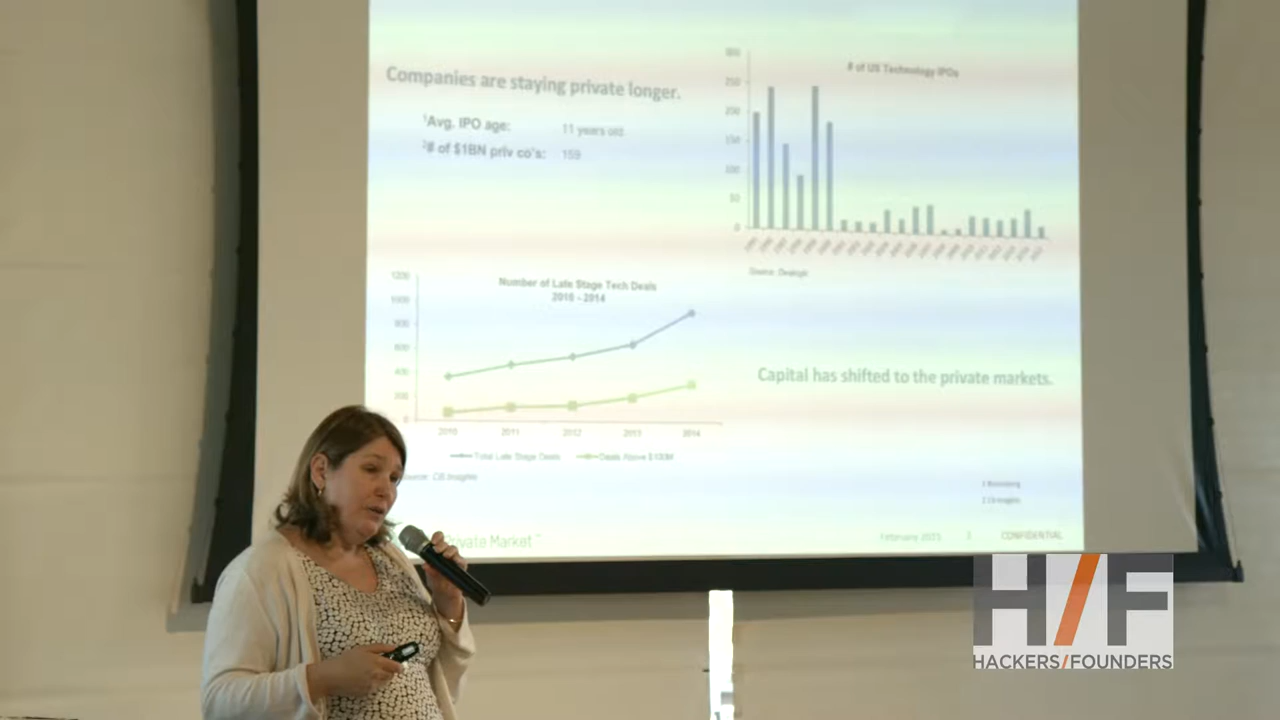 Companies are staying private longer.
¹Avg. IPO age: 11 years old
²# of $1BN priv co's: 159
# of US Technology IPOs
300
250
200
150
100
50
0
Source: Dealogic
Number of Late Stage Tech Deals
2010 - 2014
1200
1000
800
600
400
200
0
2010 2011 2012 2013 2014
Total Late Stage Deals Deals Above $100M
Source: CB Insights
Capital has shifted to the private markets.
1 Bloomberg
2 CB Insights
Private Market
February 2015 CONFIDENTIAL
H/F
HACKERS/FOUNDERS